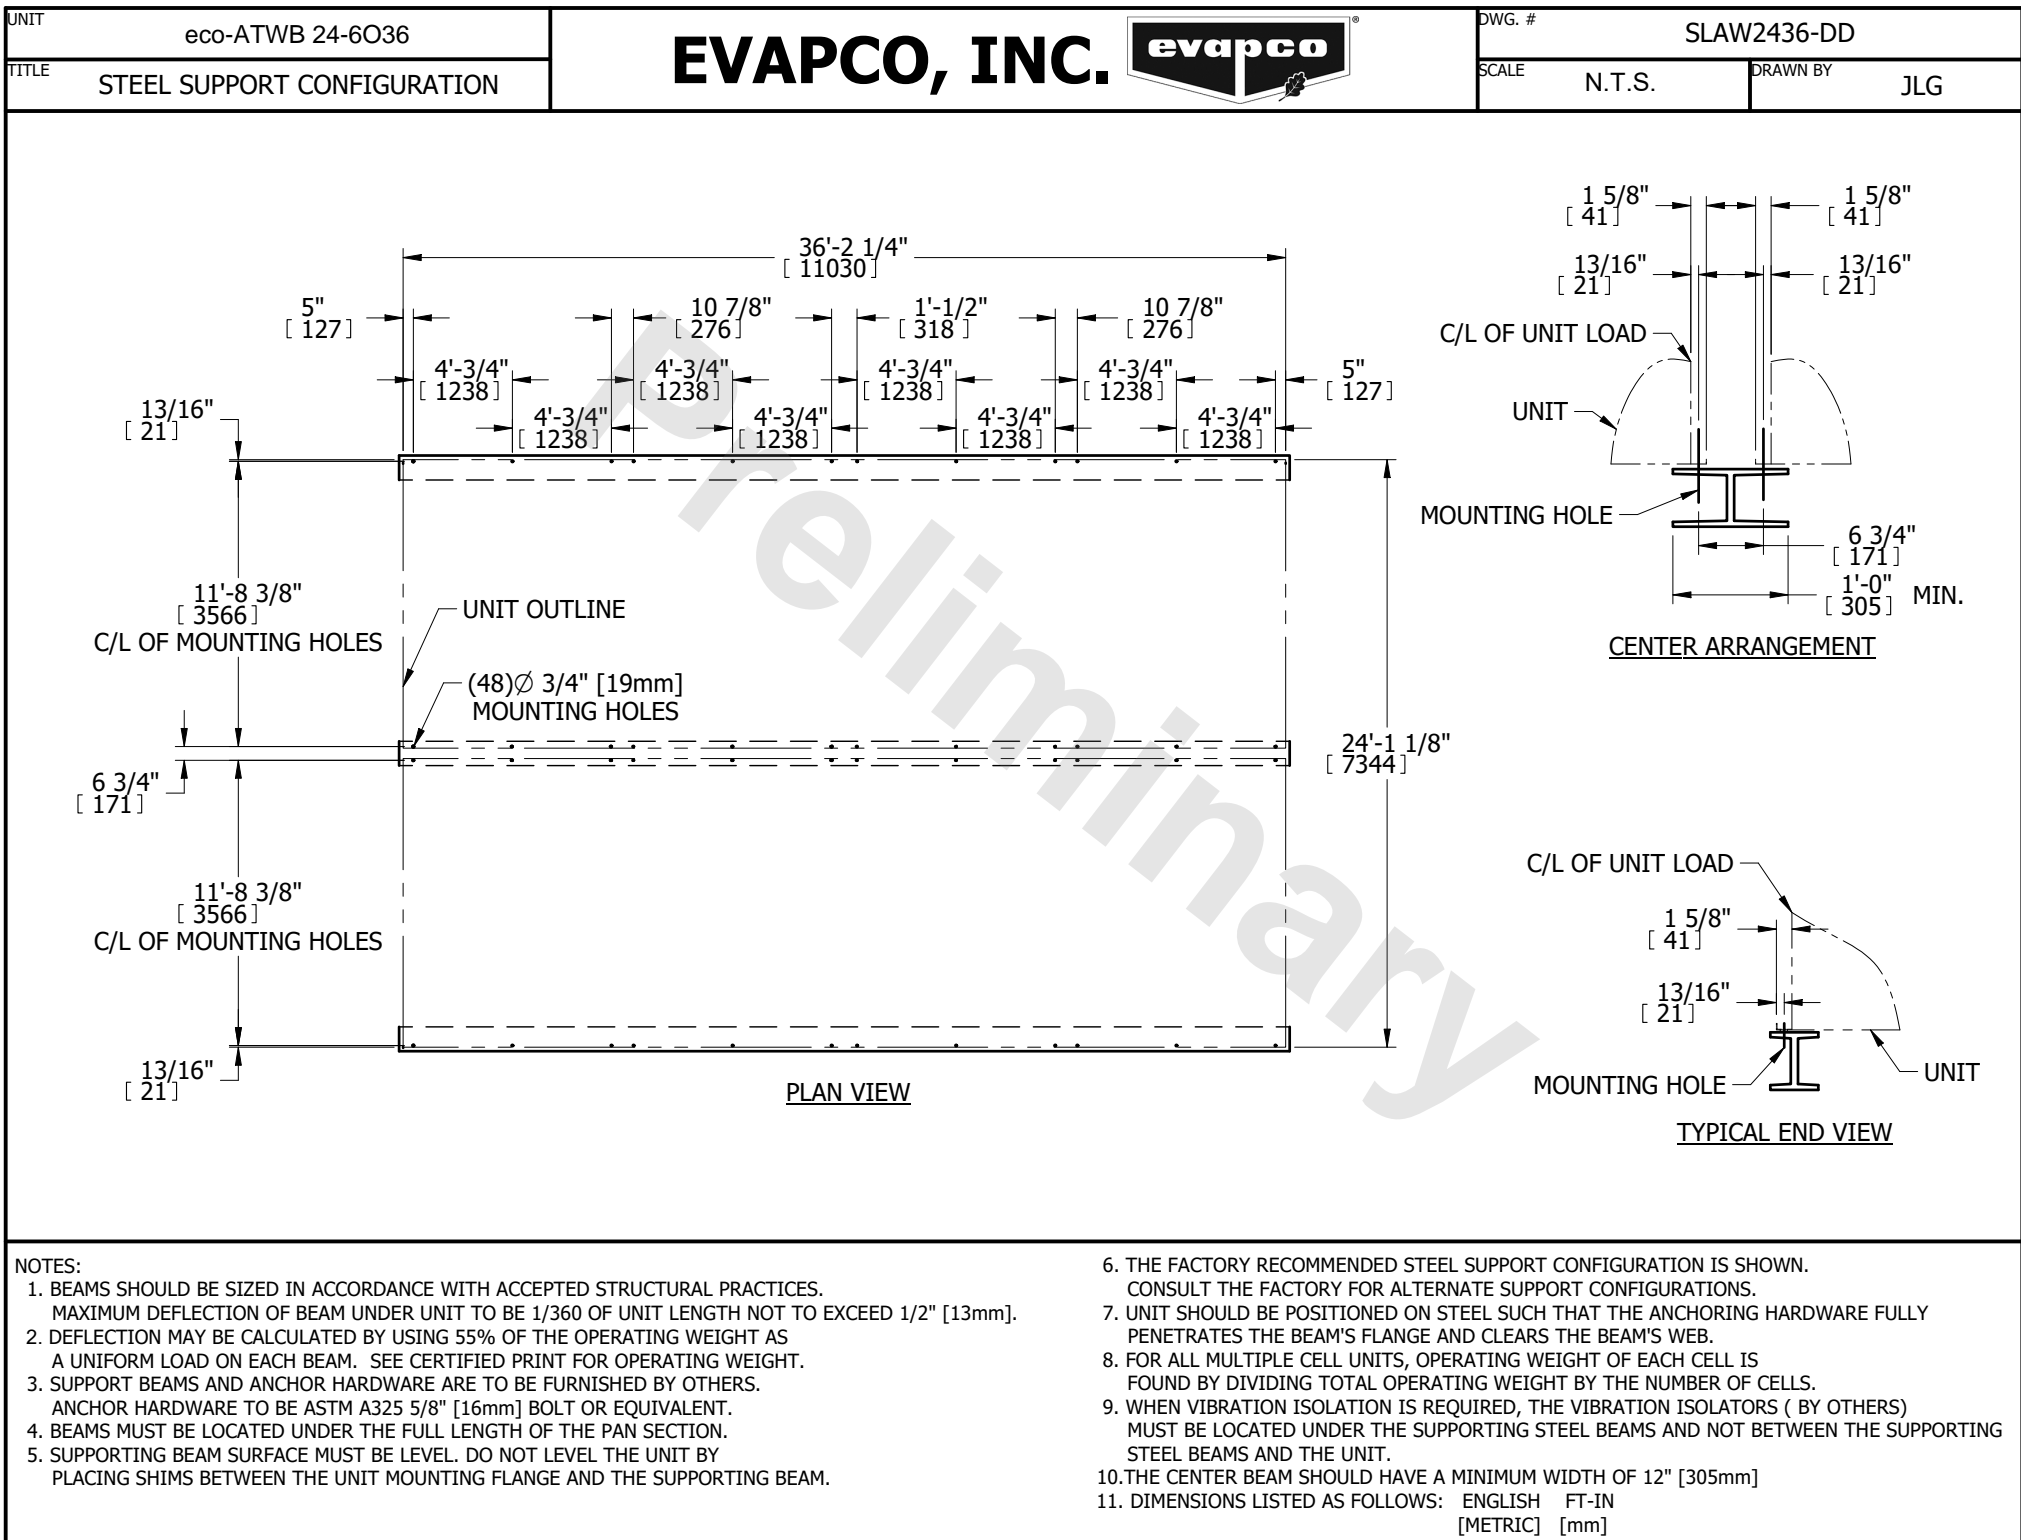 UNIT
eco-ATWB 24-6O36
TITLE
STEEL SUPPORT CONFIGURATION
EVAPCO, INC.
evapco
®
DWG. #
SLAW2436-DD
SCALE
N.T.S.
DRAWN BY
JLG
36'-2 1/4"
[ 11030 ]
5"
[ 127 ]
10 7/8"
[ 276 ]
1'-1/2"
[ 318 ]
10 7/8"
[ 276 ]
4'-3/4"
[ 1238 ]
4'-3/4"
[ 1238 ]
4'-3/4"
[ 1238 ]
4'-3/4"
[ 1238 ]
5"
[ 127 ]
4'-3/4"
[ 1238 ]
4'-3/4"
[ 1238 ]
4'-3/4"
[ 1238 ]
4'-3/4"
[ 1238 ]
13/16"
[ 21 ]
11'-8 3/8"
[ 3566 ]
C/L OF MOUNTING HOLES
UNIT OUTLINE
(48)Ø 3/4" [19mm]
MOUNTING HOLES
6 3/4"
[ 171 ]
24'-1 1/8"
[ 7344 ]
11'-8 3/8"
[ 3566 ]
C/L OF MOUNTING HOLES
13/16"
[ 21 ]
PLAN VIEW
Preliminary
1 5/8"
[ 41 ]
1 5/8"
[ 41 ]
13/16"
[ 21 ]
13/16"
[ 21 ]
C/L OF UNIT LOAD
UNIT
MOUNTING HOLE
6 3/4"
[ 171 ]
1'-0"
[ 305 ]
MIN.
CENTER ARRANGEMENT
C/L OF UNIT LOAD
1 5/8"
[ 41 ]
13/16"
[ 21 ]
MOUNTING HOLE
UNIT
TYPICAL END VIEW
NOTES:
1. BEAMS SHOULD BE SIZED IN ACCORDANCE WITH ACCEPTED STRUCTURAL PRACTICES.
MAXIMUM DEFLECTION OF BEAM UNDER UNIT TO BE 1/360 OF UNIT LENGTH NOT TO EXCEED 1/2" [13mm].
2. DEFLECTION MAY BE CALCULATED BY USING 55% OF THE OPERATING WEIGHT AS
A UNIFORM LOAD ON EACH BEAM. SEE CERTIFIED PRINT FOR OPERATING WEIGHT.
3. SUPPORT BEAMS AND ANCHOR HARDWARE ARE TO BE FURNISHED BY OTHERS.
ANCHOR HARDWARE TO BE ASTM A325 5/8" [16mm] BOLT OR EQUIVALENT.
4. BEAMS MUST BE LOCATED UNDER THE FULL LENGTH OF THE PAN SECTION.
5. SUPPORTING BEAM SURFACE MUST BE LEVEL. DO NOT LEVEL THE UNIT BY
PLACING SHIMS BETWEEN THE UNIT MOUNTING FLANGE AND THE SUPPORTING BEAM.
6. THE FACTORY RECOMMENDED STEEL SUPPORT CONFIGURATION IS SHOWN.
CONSULT THE FACTORY FOR ALTERNATE SUPPORT CONFIGURATIONS.
7. UNIT SHOULD BE POSITIONED ON STEEL SUCH THAT THE ANCHORING HARDWARE FULLY
PENETRATES THE BEAM'S FLANGE AND CLEARS THE BEAM'S WEB.
8. FOR ALL MULTIPLE CELL UNITS, OPERATING WEIGHT OF EACH CELL IS
FOUND BY DIVIDING TOTAL OPERATING WEIGHT BY THE NUMBER OF CELLS.
9. WHEN VIBRATION ISOLATION IS REQUIRED, THE VIBRATION ISOLATORS ( BY OTHERS)
MUST BE LOCATED UNDER THE SUPPORTING STEEL BEAMS AND NOT BETWEEN THE SUPPORTING
STEEL BEAMS AND THE UNIT.
10.THE CENTER BEAM SHOULD HAVE A MINIMUM WIDTH OF 12" [305mm]
11. DIMENSIONS LISTED AS FOLLOWS: ENGLISH FT-IN
[METRIC] [mm]